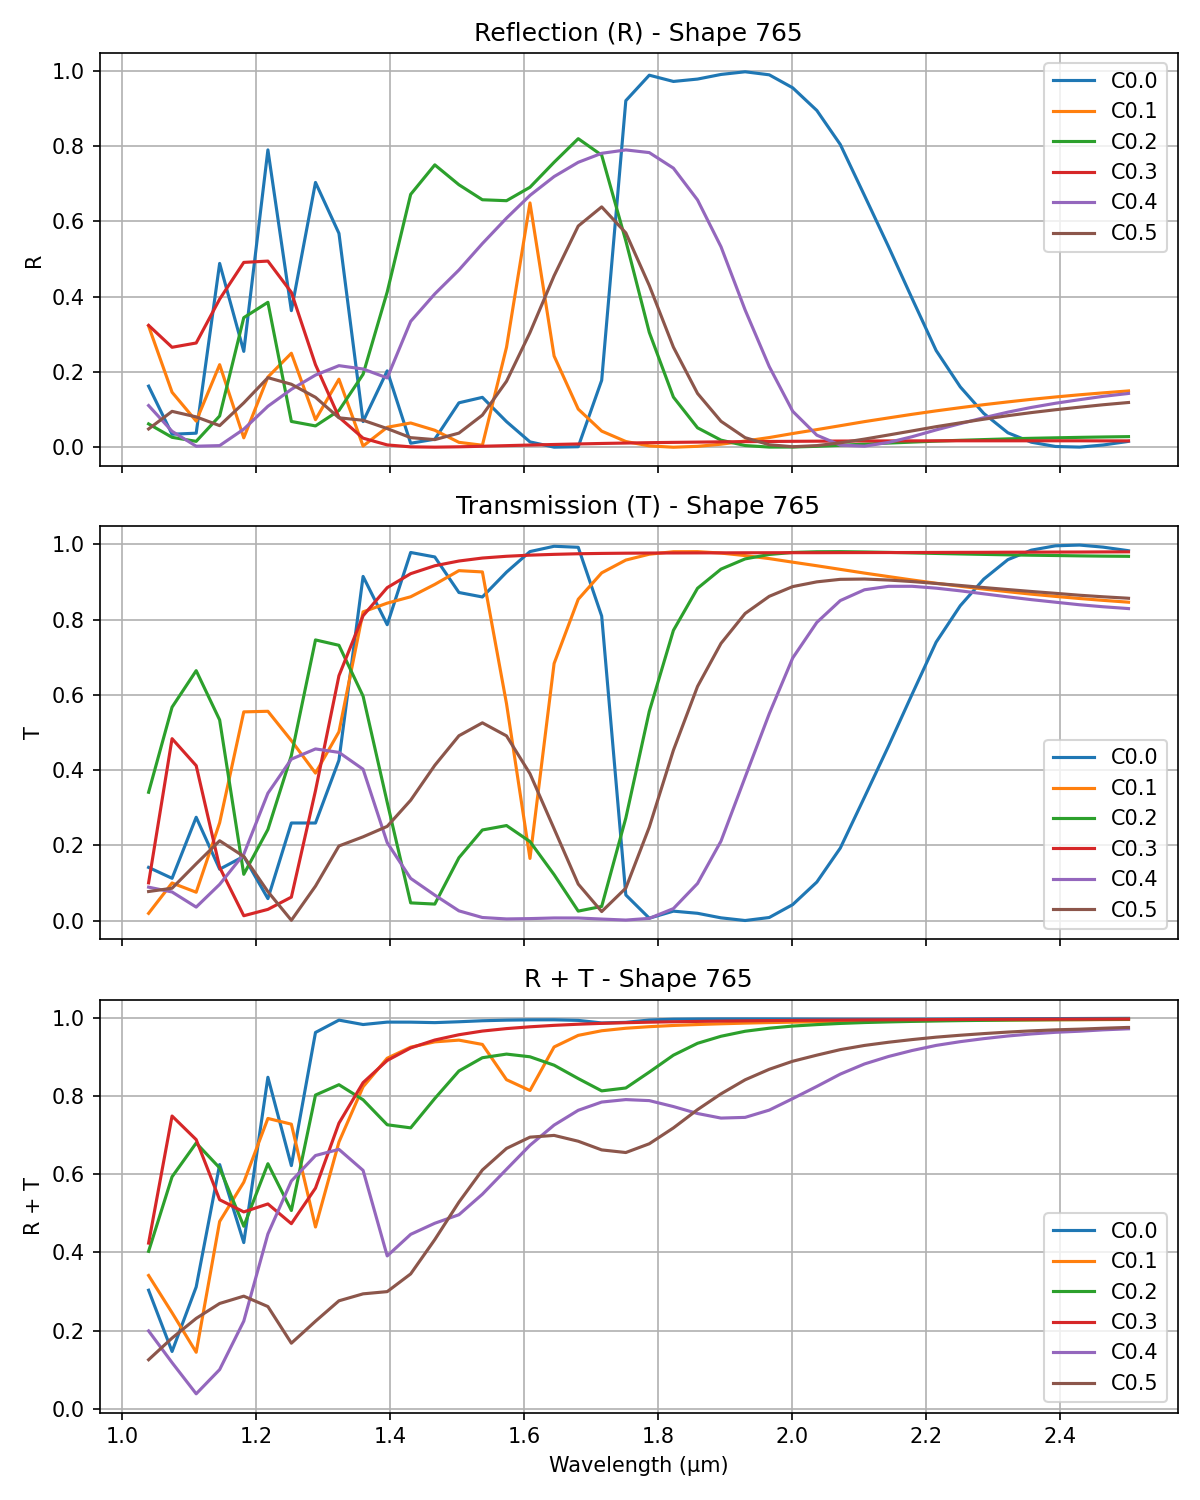 Reflection (R) - Shape 765
1.0
0.8
0.6
0.4
0.2
0.0
R
C0.0
C0.1
C0.2
C0.3
C0.4
C0.5
Transmission (T) - Shape 765
1.0
0.8
0.6
0.4
0.2
0.0
T
C0.0
C0.1
C0.2
C0.3
C0.4
C0.5
R + T - Shape 765
1.0
0.8
0.6
0.4
0.2
0.0
R + T
C0.0
C0.1
C0.2
C0.3
C0.4
C0.5
1.0 1.2 1.4 1.6 1.8 2.0 2.2 2.4
Wavelength (μm)